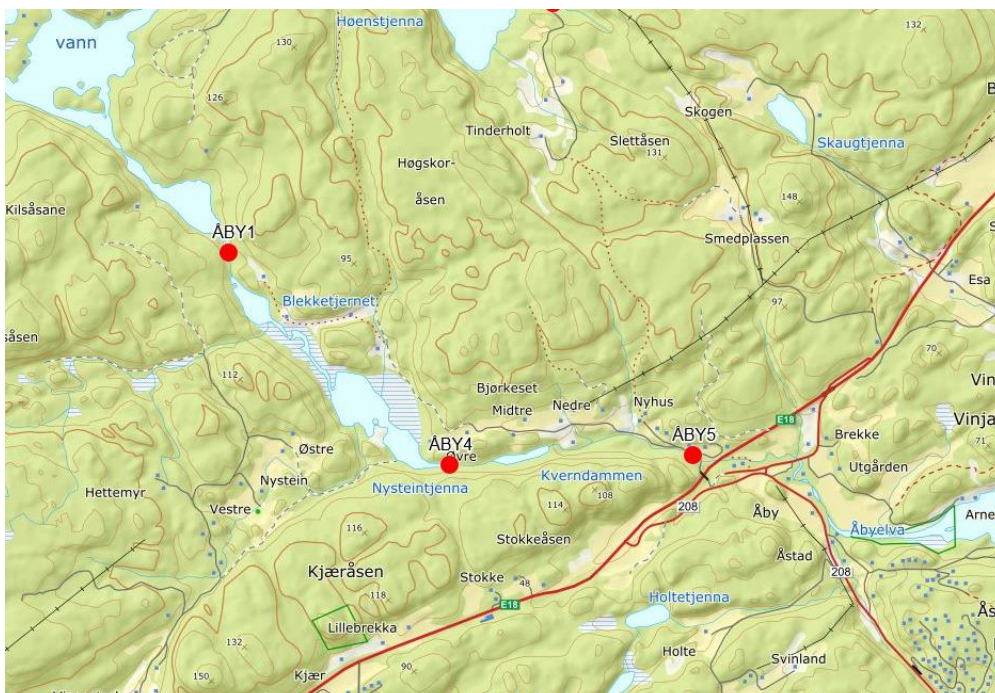 Høenstjenna
132
vann
130
126
Skogen
Tinderholt
Slettåsen
131
Skaugtjenna
Høgskor-
åsen
148
Kilsåsane
ÅBY1
Smedplassen
95
Esa
Blekketjernet
97
112
70
Bjørkeset
Midtre
Nedre
Nyhus
E18
Vinja
71
Østre
ÅBY4
Øvre
ÅBY5
Brekke
Utgården
Hettemyr
Nystein
Nysteintjenna
Kverndammen
108
114
Vestre
208
Åby
Arne
Åbyelva
116
Stokkeåsen
Åstad
Kjæråsen
Stokke
48
208
118
E18
Holtetjenna
Lillebrekka
132
Kjær
90
Holte
Svinland
150